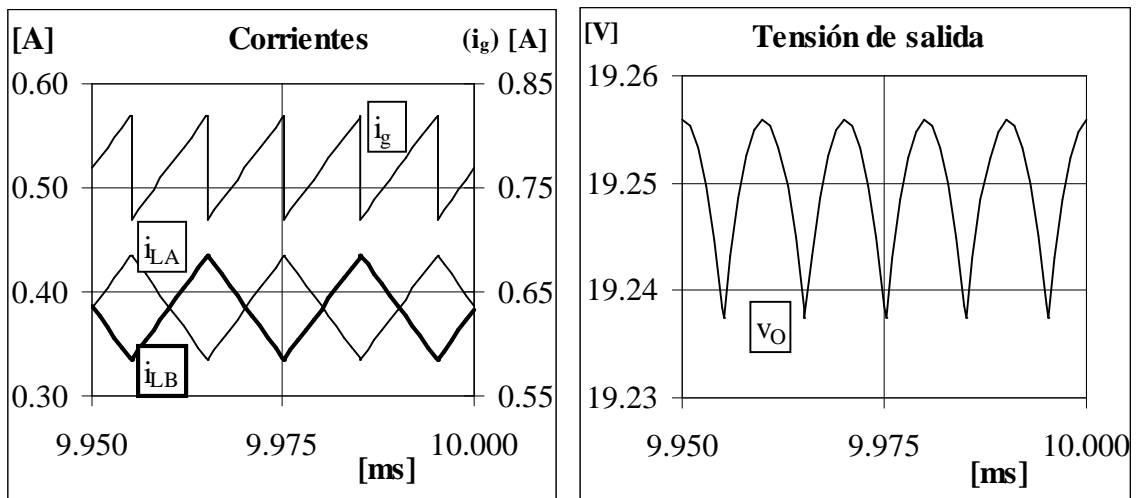 [A] Corrientes (ig) [A]
0.60
0.50
0.40
0.30
0.85
0.75
0.65
0.55
ig
iLA
iLB
9.950 9.975 10.000
[ms]
[V] Tensión de salida
19.26
19.25
19.24
19.23
vO
9.950 9.975 10.000
[ms]